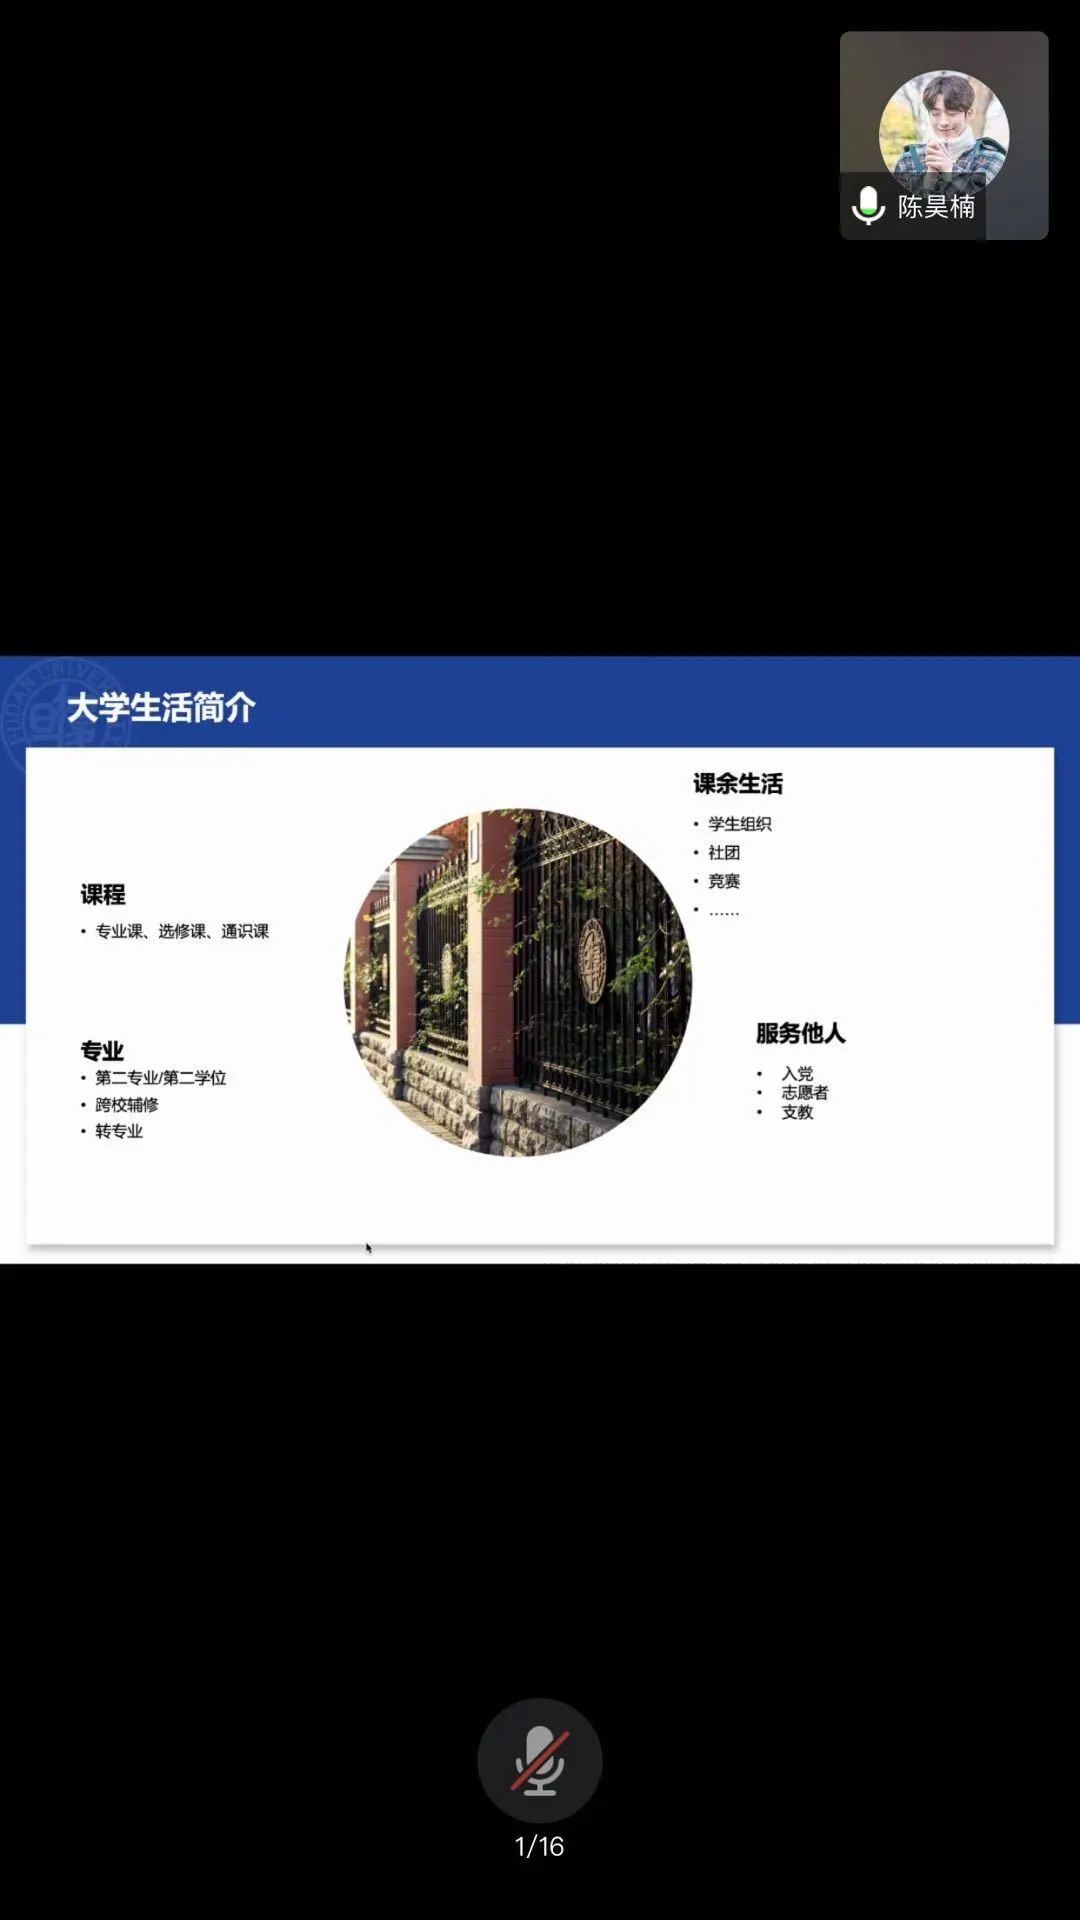 陈昊楠
大学生活简介
课程
• 专业课、选修课、通识课
专业
• 第二专业/第二学位
• 跨校辅修
• 转专业
课余生活
• 学生组织
• 社团
• 竞赛
• ……
服务他人
• 入党
• 志愿者
• 支教
1/16